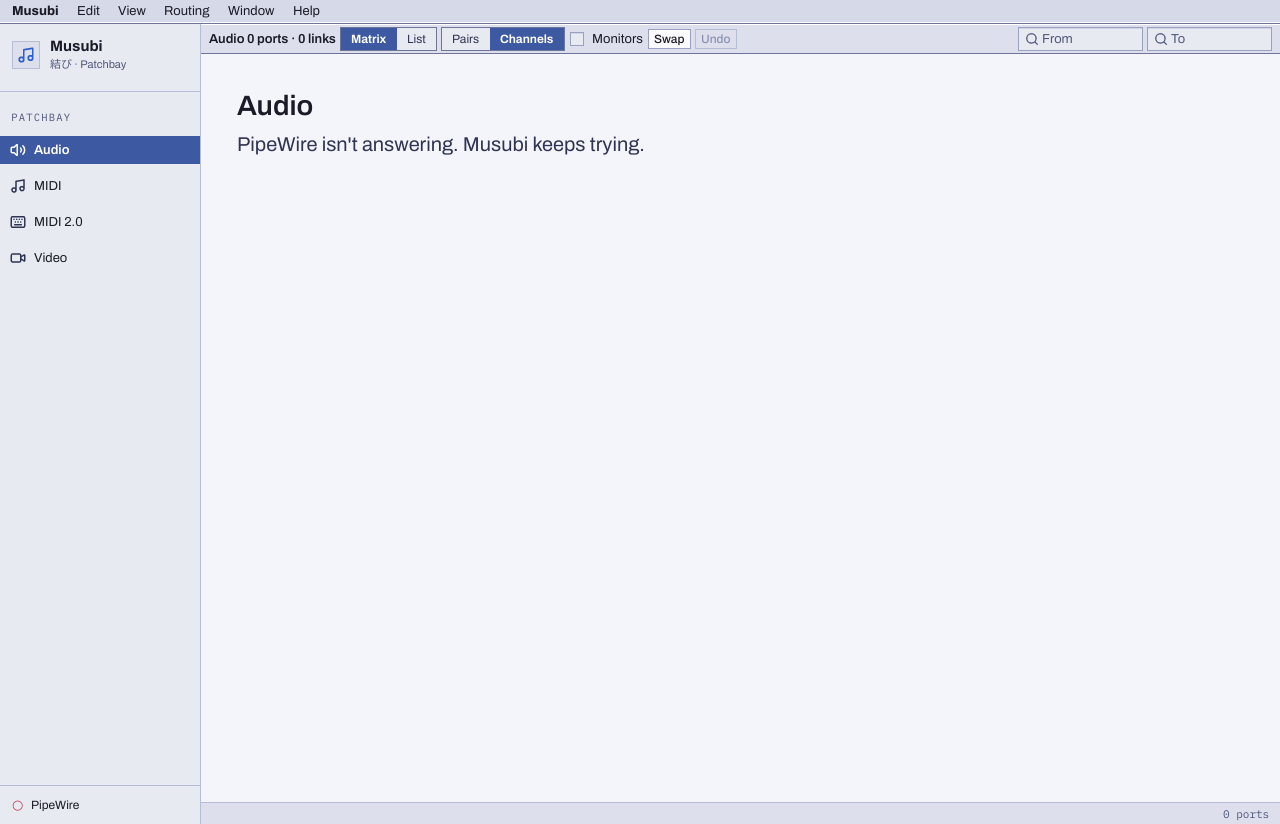 Musubi Edit View Routing Window Help
Musubi
結び · Patchbay
Audio 0 ports · 0 links Matrix List Pairs Channels Monitors Swap Undo From To
PATCHBAY
Audio
MIDI
MIDI 2.0
Video
Audio
PipeWire isn't answering. Musubi keeps trying.
PipeWire
0 ports